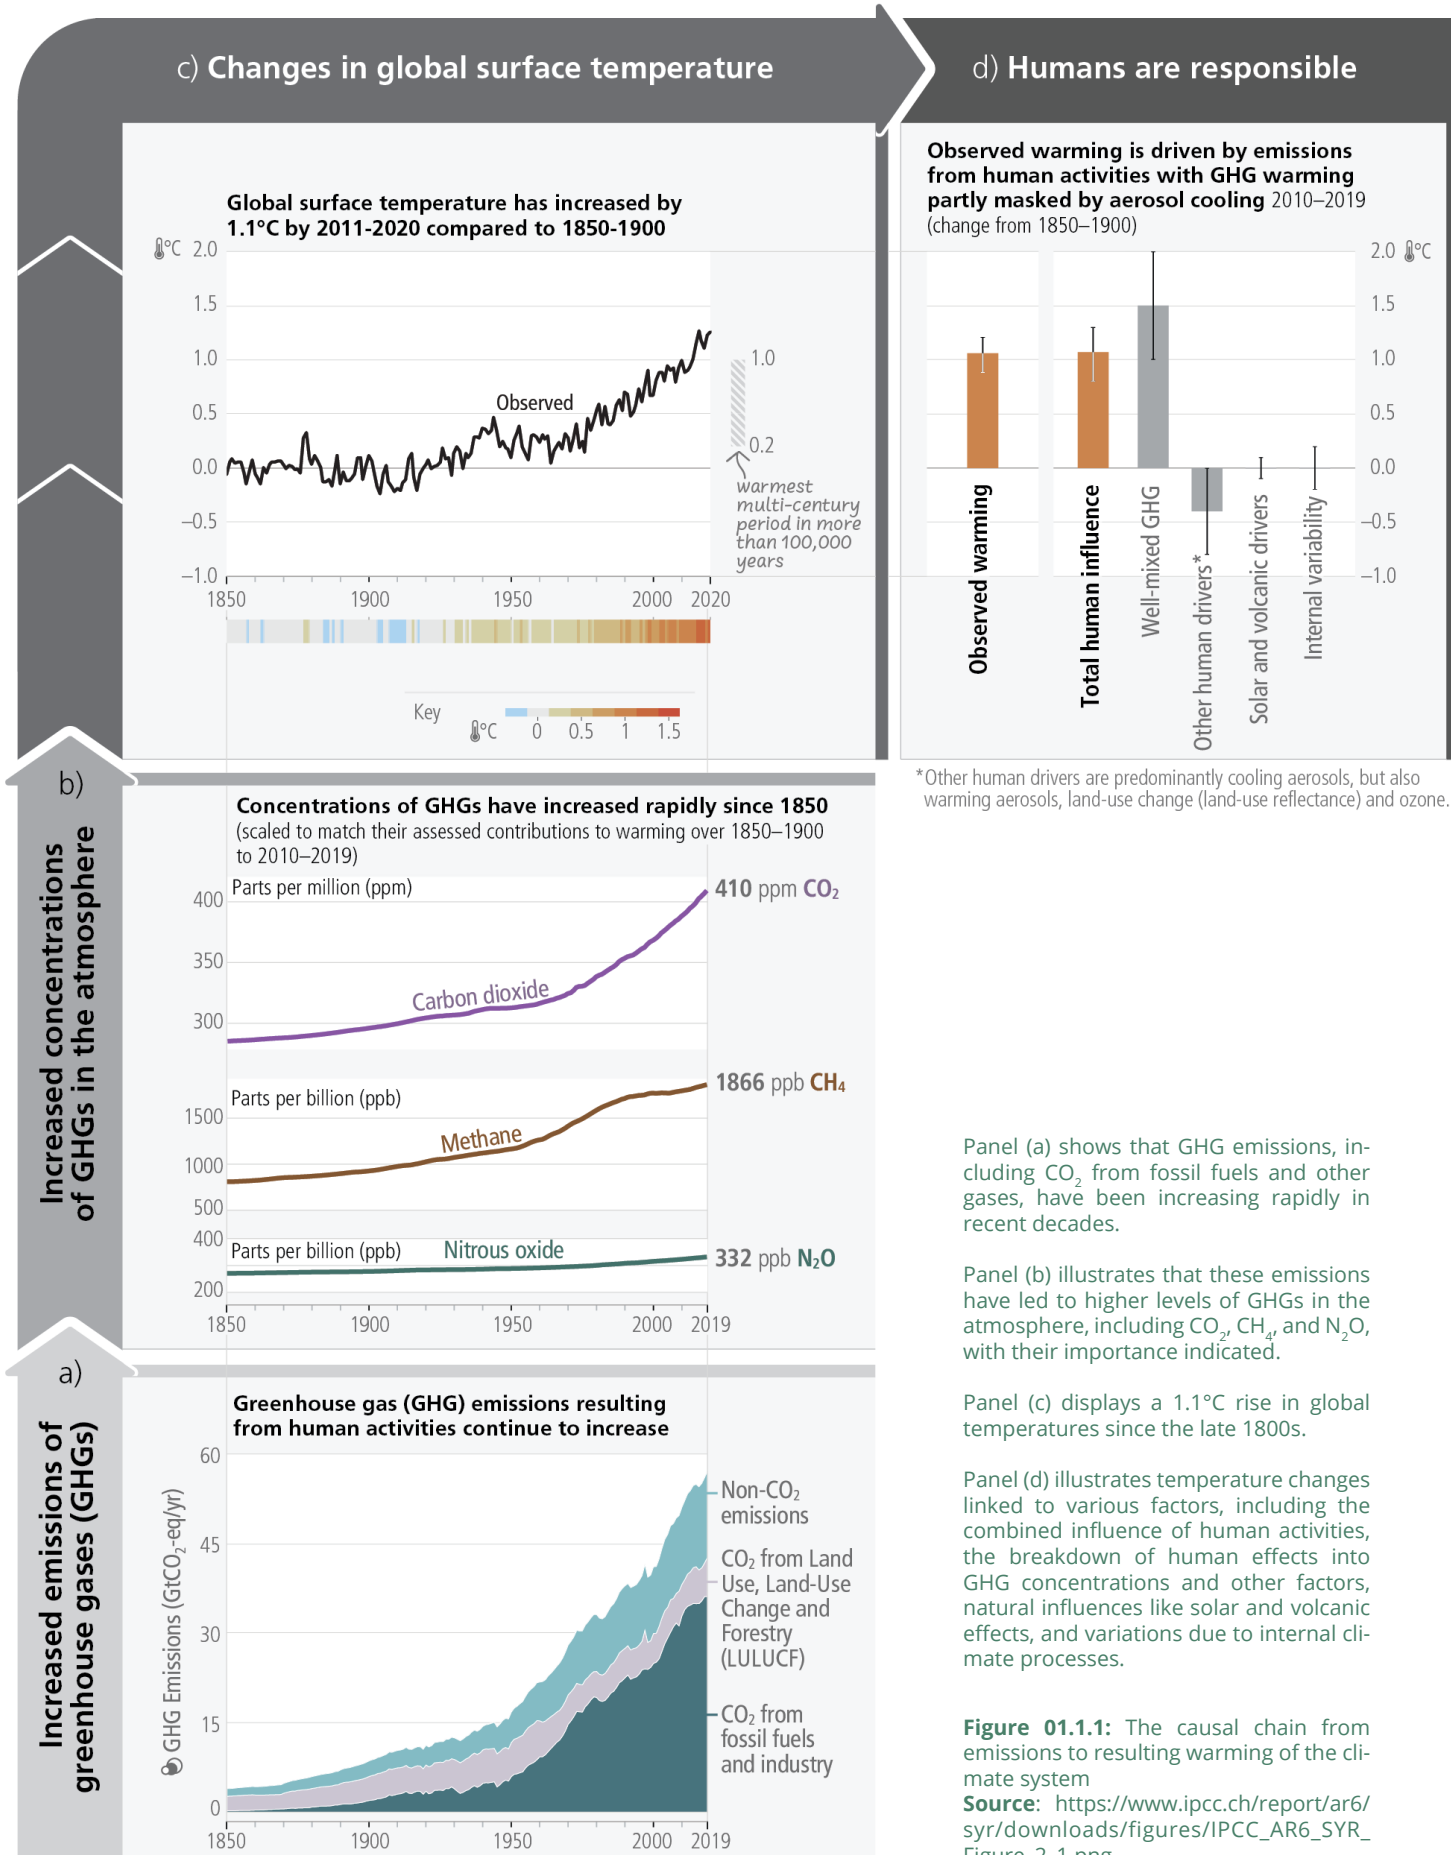 c) Changes in global surface temperature
d) Humans are responsible
Global surface temperature has increased by
1.1°C by 2011-2020 compared to 1850-1900
°C 2.0
1.5
1.0
0.5
0.0
–0.5
–1.0
Observed
1.0
0.2
warmest
multi-century
period in more
than 100,000
years
1850 1900 1950 2000 2020
Key
°C 0 0.5 1 1.5
Observed warming is driven by emissions
from human activities with GHG warming
partly masked by aerosol cooling 2010–2019
(change from 1850–1900)
2.0 °C
1.5
1.0
0.5
0.0
–0.5
–1.0
Observed warming
Total human influence
Well-mixed GHG
Other human drivers*
Solar and volcanic drivers
Internal variability
*Other human drivers are predominantly cooling aerosols, but also
warming aerosols, land-use change (land-use reflectance) and ozone.
b)
Increased concentrations
of GHGs in the atmosphere
Concentrations of GHGs have increased rapidly since 1850
(scaled to match their assessed contributions to warming over 1850–1900
to 2010–2019)
Parts per million (ppm)
400
350
300
Carbon dioxide
410 ppm CO₂
Parts per billion (ppb)
1500
1000
500
Methane
1866 ppb CH₄
400
200
Parts per billion (ppb)
Nitrous oxide
332 ppb N₂O
1850 1900 1950 2000 2019
a)
Increased emissions of
greenhouse gases (GHGs)
Greenhouse gas (GHG) emissions resulting
from human activities continue to increase
GHG Emissions (GtCO₂-eq/yr)
60
45
30
15
0
Non-CO₂
emissions
CO₂ from Land
Use, Land-Use
Change and
Forestry
(LULUCF)
CO₂ from
fossil fuels
and industry
1850 1900 1950 2000 2019
Panel (a) shows that GHG emissions, in-
cluding CO₂ from fossil fuels and other
gases, have been increasing rapidly in
recent decades.
Panel (b) illustrates that these emissions
have led to higher levels of GHGs in the
atmosphere, including CO₂, CH₄, and N₂O,
with their importance indicated.
Panel (c) displays a 1.1°C rise in global
temperatures since the late 1800s.
Panel (d) illustrates temperature changes
linked to various factors, including the
combined influence of human activities,
the breakdown of human effects into
GHG concentrations and other factors,
natural influences like solar and volcanic
effects, and variations due to internal cli-
mate processes.
Figure 01.1.1: The causal chain from
emissions to resulting warming of the cli-
mate system
Source: https://www.ipcc.ch/report/ar6/
syr/downloads/figures/IPCC_AR6_SYR_
Figure_2_1.png